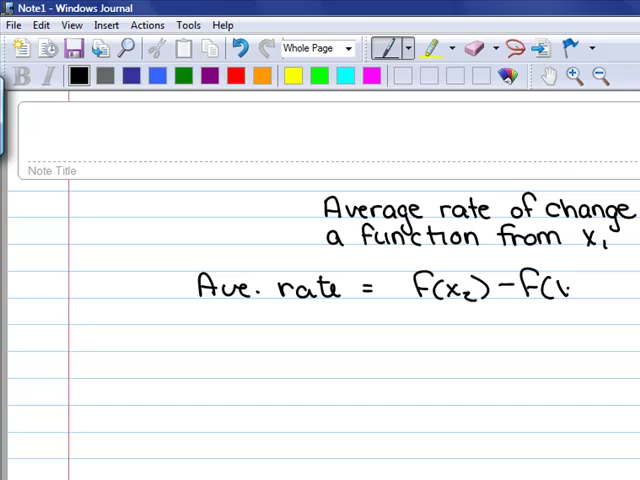 Note1 - Windows Journal
File Edit View Insert Actions Tools Help
Whole Page
B I
Note Title
Average rate of change
a function from x₁
Ave. rate = f(x₂) - f(